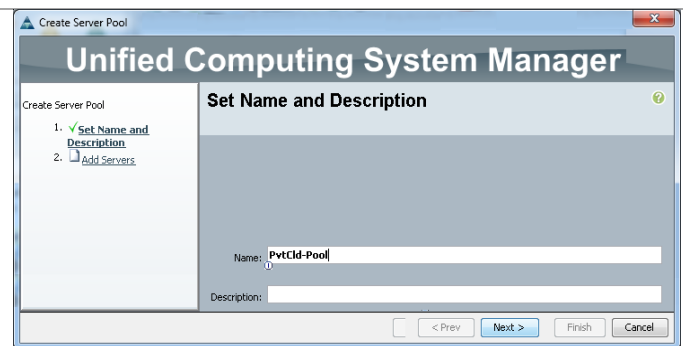 Create Server Pool
Unified Computing System Manager
Create Server Pool
1. Set Name and
Description
2. Add Servers
Set Name and Description
Name: PvtCld-Pool
Description:
< Prev Next > Finish Cancel